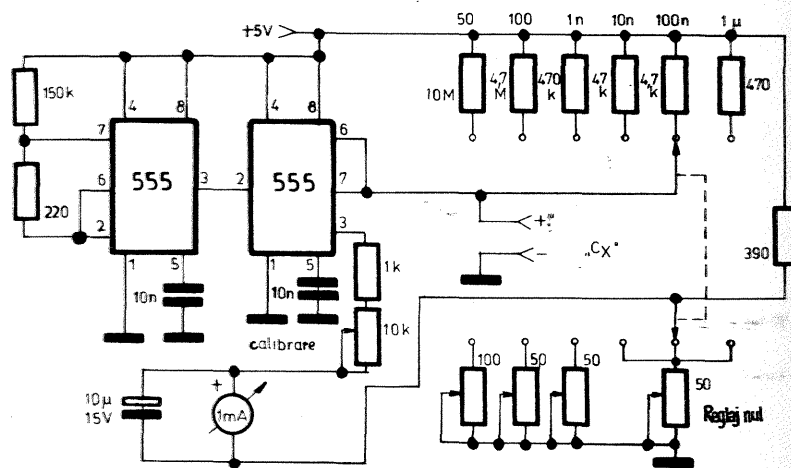 +5V
50 100 1n 10n 100n 1µ
10M 4,7 M 470 k 47 k 4,7 k 470
150k
220
4 8
7
6
2
555
3
1 5
10n
4 8
2
555
6
7
3
1 5
10n
+
− „Cx"
390
1k
10k
calibrare
10µ
15V
+
1mA
100 50 50 50
Reglaj nul